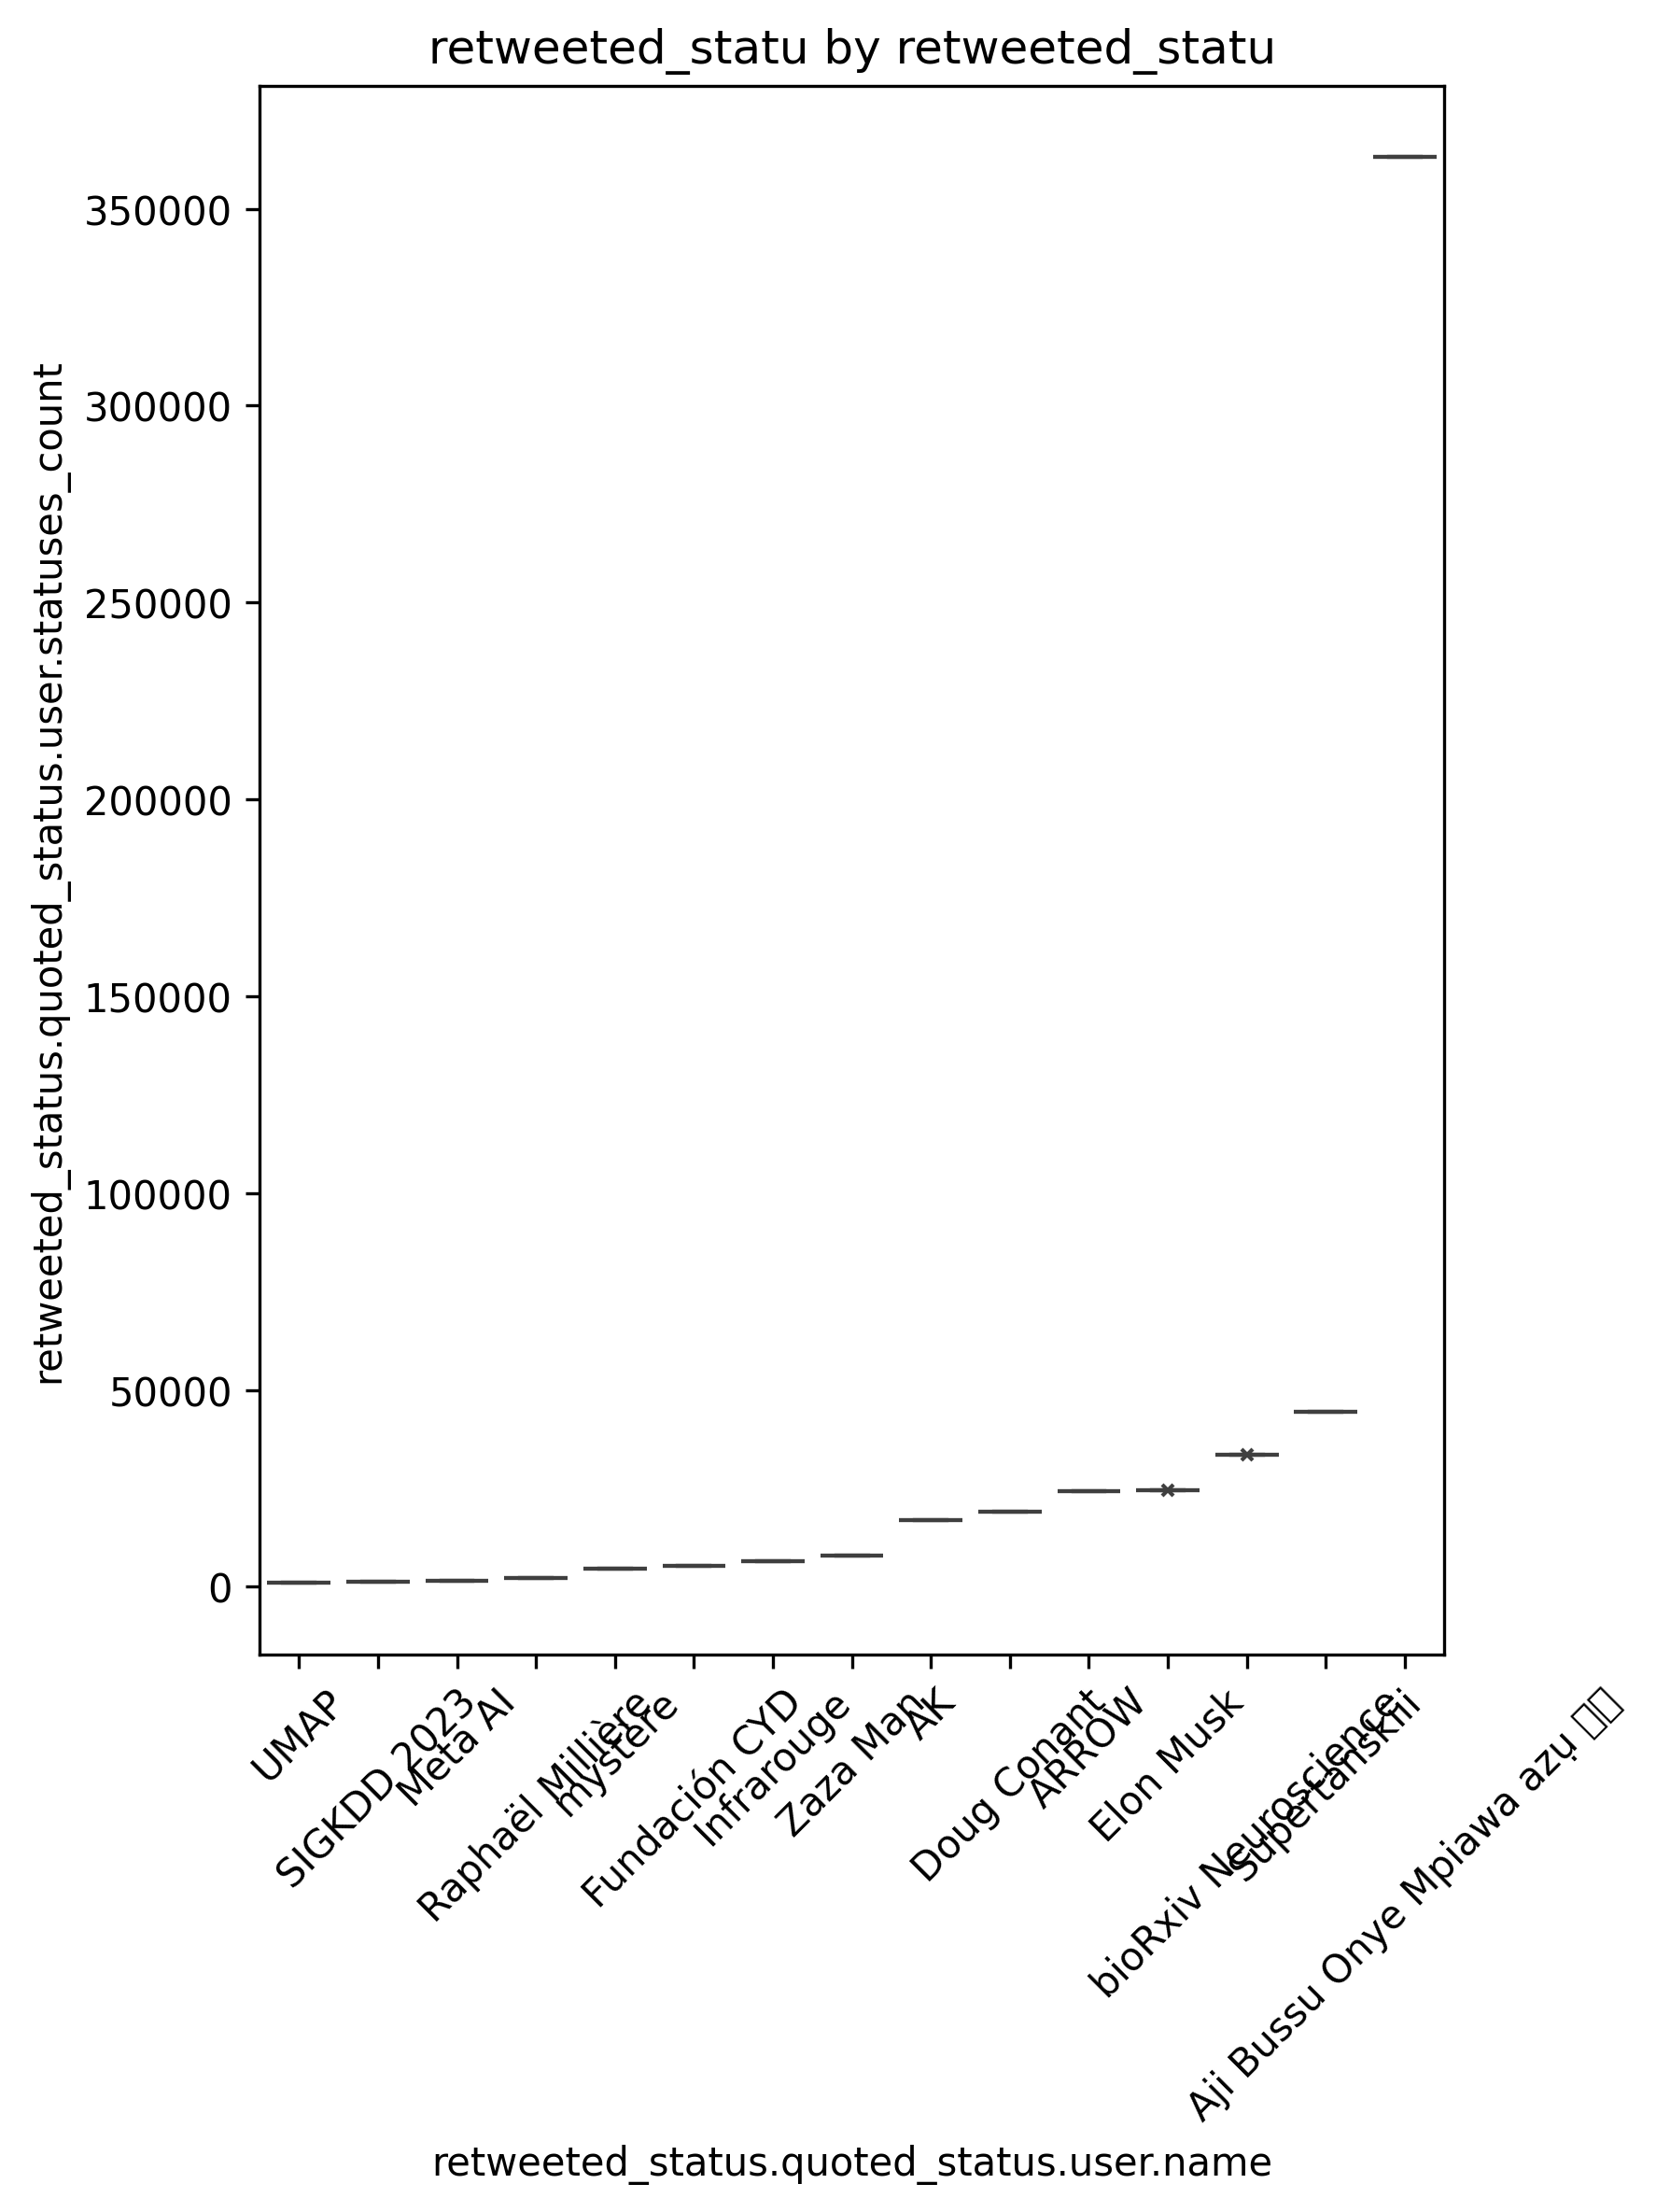 retweeted_statu by retweeted_statu
retweeted_status.quoted_status.user.statuses_count
350000
300000
250000
200000
150000
100000
50000
0
UMAP
SIGKDD 2023
Meta AI
Raphaël Millière
mystère
Fundación CYD
Infrarouge
Zaza Man
AK
Doug Conant
ARROW
Elon Musk
bioRxiv Neuroscience
Supertanskiii
Aji Bussu Onye Mpiawa azụ
retweeted_status.quoted_status.user.name